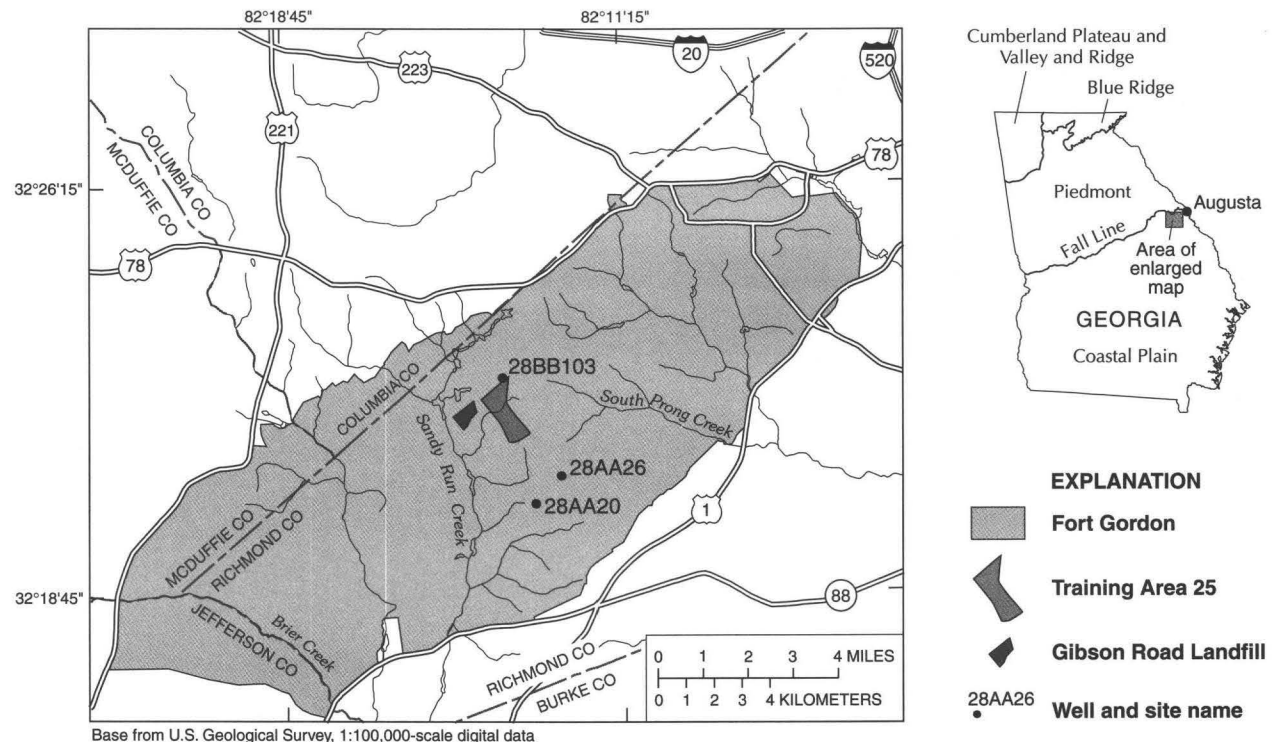 82°18'45"
82°11'15"
20
520
223
221
78
32°26'15"
COLUMBIA CO
MCDUFFIE CO
78
COLUMBIA CO
28BB103
South Prong Creek
Sandy Run Creek
28AA26
28AA20
1
MCDUFFIE CO
RICHMOND CO
32°18'45"
88
JEFFERSON CO
Brier Creek
RICHMOND CO
BURKE CO
0 1 2 3 4 MILES
0 1 2 3 4 KILOMETERS
Base from U.S. Geological Survey, 1:100,000-scale digital data
Cumberland Plateau and
Valley and Ridge
Blue Ridge
Piedmont
Augusta
Fall Line
Area of
enlarged
map
GEORGIA
Coastal Plain
EXPLANATION
Fort Gordon
Training Area 25
Gibson Road Landfill
28AA26
Well and site name